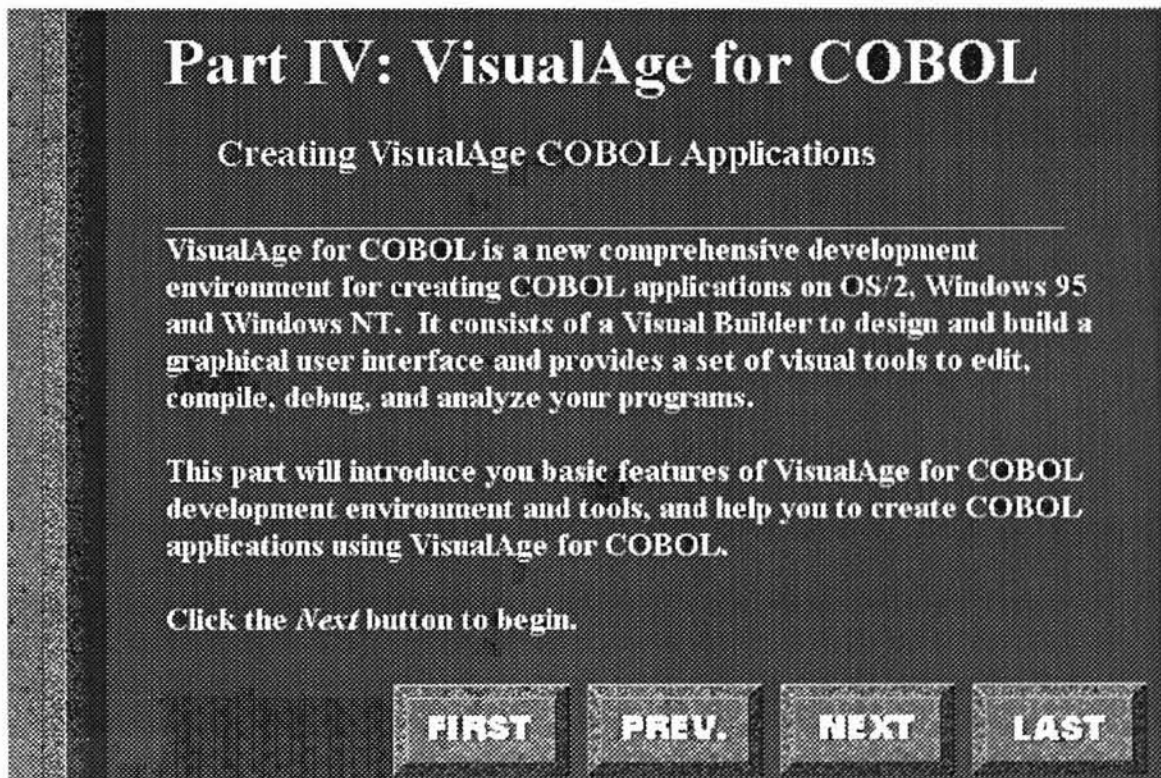 Part IV: VisualAge for COBOL
Creating VisualAge COBOL Applications
VisualAge for COBOL is a new comprehensive development
environment for creating COBOL applications on OS/2, Windows 95
and Windows NT. It consists of a Visual Builder to design and build a
graphical user interface and provides a set of visual tools to edit,
compile, debug, and analyze your programs.
This part will introduce you basic features of VisualAge for COBOL
development environment and tools, and help you to create COBOL
applications using VisualAge for COBOL.
Click the Next button to begin.
FIRST PREV. NEXT LAST